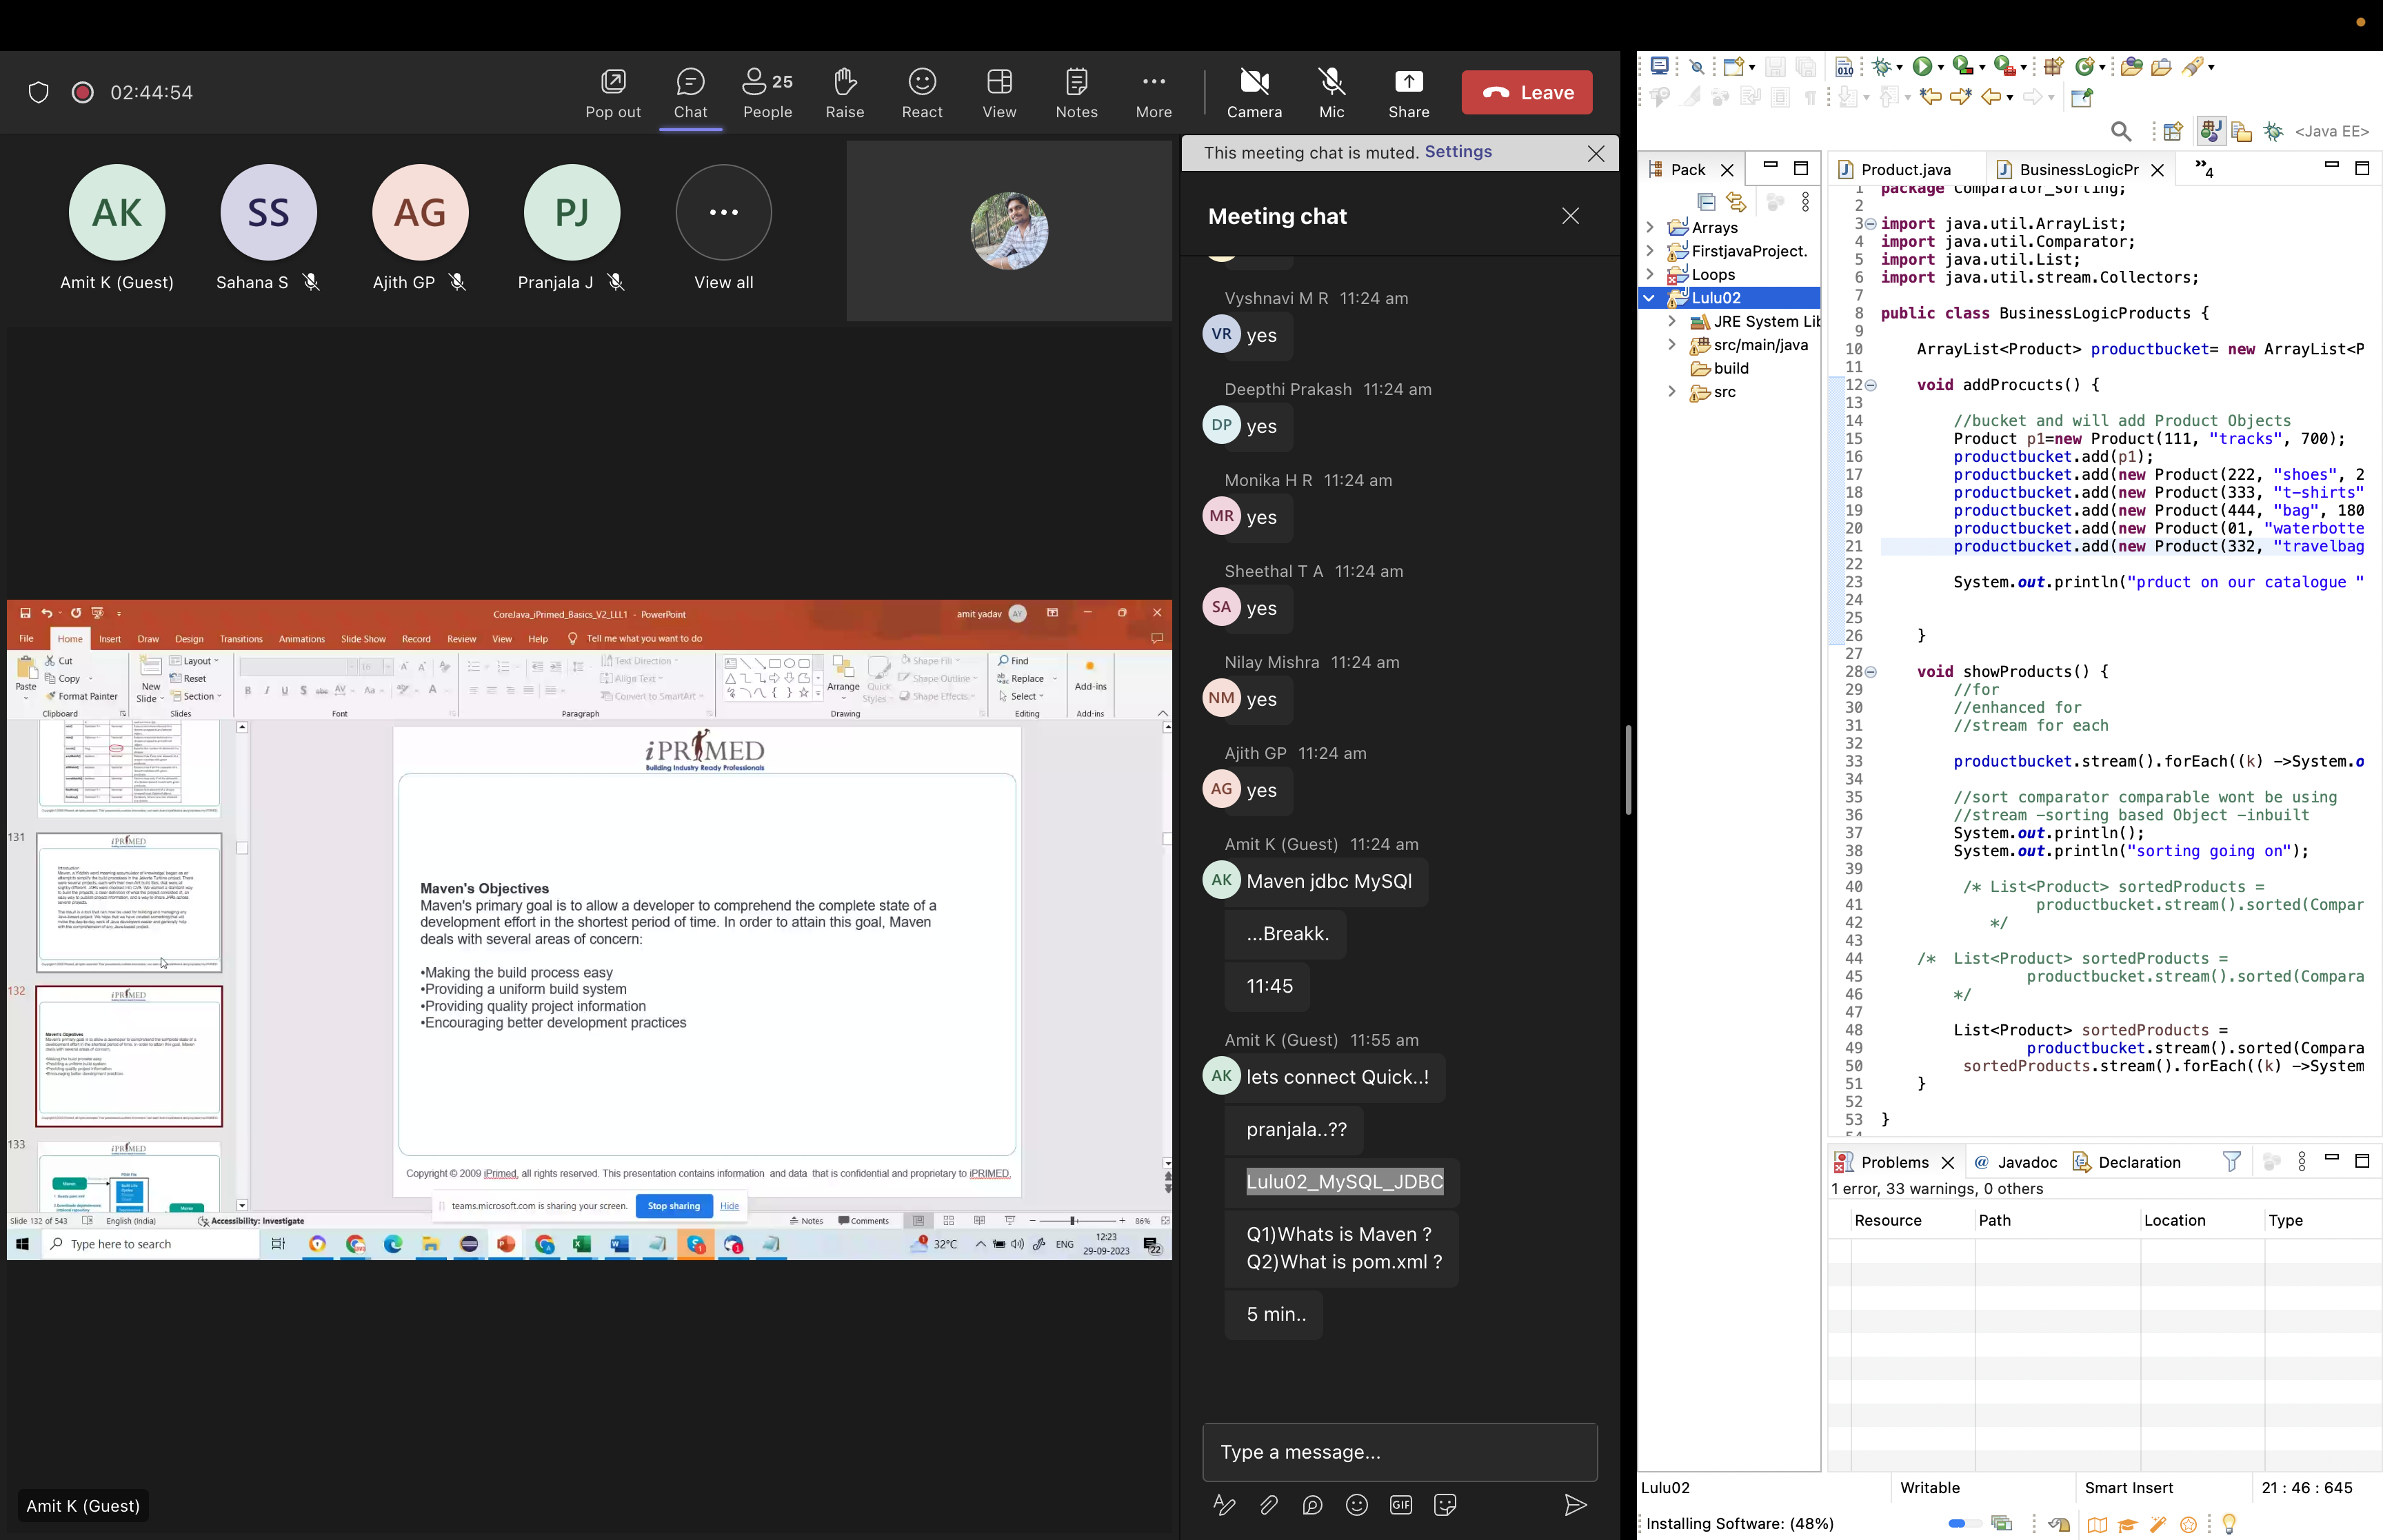 02:44:54
Pop out
Chat
25
People
Raise
React
View
Notes
More
Camera
Mic
Share
Leave
AK
SS
AG
PJ
Amit K (Guest)
Sahana S
Ajith GP
Pranjala J
View all
CoreJava_iPrimed_Basics_V2_LLI.1 - PowerPoint
amit yadav
AY
File
Home
Insert
Draw
Design
Transitions
Animations
Slide Show
Record
Review
View
Help
Tell me what you want to do
Paste
Cut
Copy
Format Painter
Clipboard
New
Slide
Layout
Reset
Section
Slides
Font
Text Direction
Align Text
Convert to SmartArt
Paragraph
Arrange
Quick
Styles
Shape Fill
Shape Outline
Shape Effects
Drawing
Find
Replace
Select
Editing
Add-ins
Add-ins
131
132
133
iPRIMED
Building Industry Ready Professionals
Maven's Objectives
Maven's primary goal is to allow a developer to comprehend the complete state of a
development effort in the shortest period of time. In order to attain this goal, Maven
deals with several areas of concern:
•Making the build process easy
•Providing a uniform build system
•Providing quality project information
•Encouraging better development practices
Copyright © 2009 iPrimed, all rights reserved. This presentation contains information and data that is confidential and proprietary to iPRIMED.
teams.microsoft.com is sharing your screen.
Stop sharing
Hide
Slide 132 of 543
English (India)
Accessibility: Investigate
Notes
Comments
86%
Type here to search
32°C
ENG
12:23
29-09-2023
22
Amit K (Guest)
This meeting chat is muted. Settings
Meeting chat
Vyshnavi M R 11:24 am
VR
yes
Deepthi Prakash 11:24 am
DP
yes
Monika H R 11:24 am
MR
yes
Sheethal T A 11:24 am
SA
yes
Nilay Mishra 11:24 am
NM
yes
Ajith GP 11:24 am
AG
yes
Amit K (Guest) 11:24 am
AK
Maven jdbc MySQl
...Breakk.
11:45
Amit K (Guest) 11:55 am
AK
lets connect Quick..!
pranjala..??
Lulu02_MySQL_JDBC
Q1)Whats is Maven ?
Q2)What is pom.xml ?
5 min..
Type a message...
GIF
<Java EE>
Pack
Arrays
FirstjavaProject.
Loops
Lulu02
JRE System Lib
src/main/java
build
src
Product.java
BusinessLogicPr
»4
1 package Comparator_Sorting;
2
3 import java.util.ArrayList;
4 import java.util.Comparator;
5 import java.util.List;
6 import java.util.stream.Collectors;
7
8 public class BusinessLogicProducts {
9
10 ArrayList<Product> productbucket= new ArrayList<P
11
12 void addProcucts() {
13
14 //bucket and will add Product Objects
15 Product p1=new Product(111, "tracks", 700);
16 productbucket.add(p1);
17 productbucket.add(new Product(222, "shoes", 2
18 productbucket.add(new Product(333, "t-shirts"
19 productbucket.add(new Product(444, "bag", 180
20 productbucket.add(new Product(01, "waterbotte
21 productbucket.add(new Product(332, "travelbag
22
23 System.out.println("prduct on our catalogue "
24
25
26 }
27
28 void showProducts() {
29 //for
30 //enhanced for
31 //stream for each
32
33 productbucket.stream().forEach((k) ->System.o
34
35 //sort comparator comparable wont be using
36 //stream -sorting based Object -inbuilt
37 System.out.println();
38 System.out.println("sorting going on");
39
40 /* List<Product> sortedProducts =
41 productbucket.stream().sorted(Compar
42 */
43
44 /* List<Product> sortedProducts =
45 productbucket.stream().sorted(Compara
46 */
47
48 List<Product> sortedProducts =
49 productbucket.stream().sorted(Compara
50 sortedProducts.stream().forEach((k) ->System
51 }
52
53 }
Problems
@ Javadoc
Declaration
1 error, 33 warnings, 0 others
Resource
Path
Location
Type
Lulu02
Writable
Smart Insert
21 : 46 : 645
Installing Software: (48%)